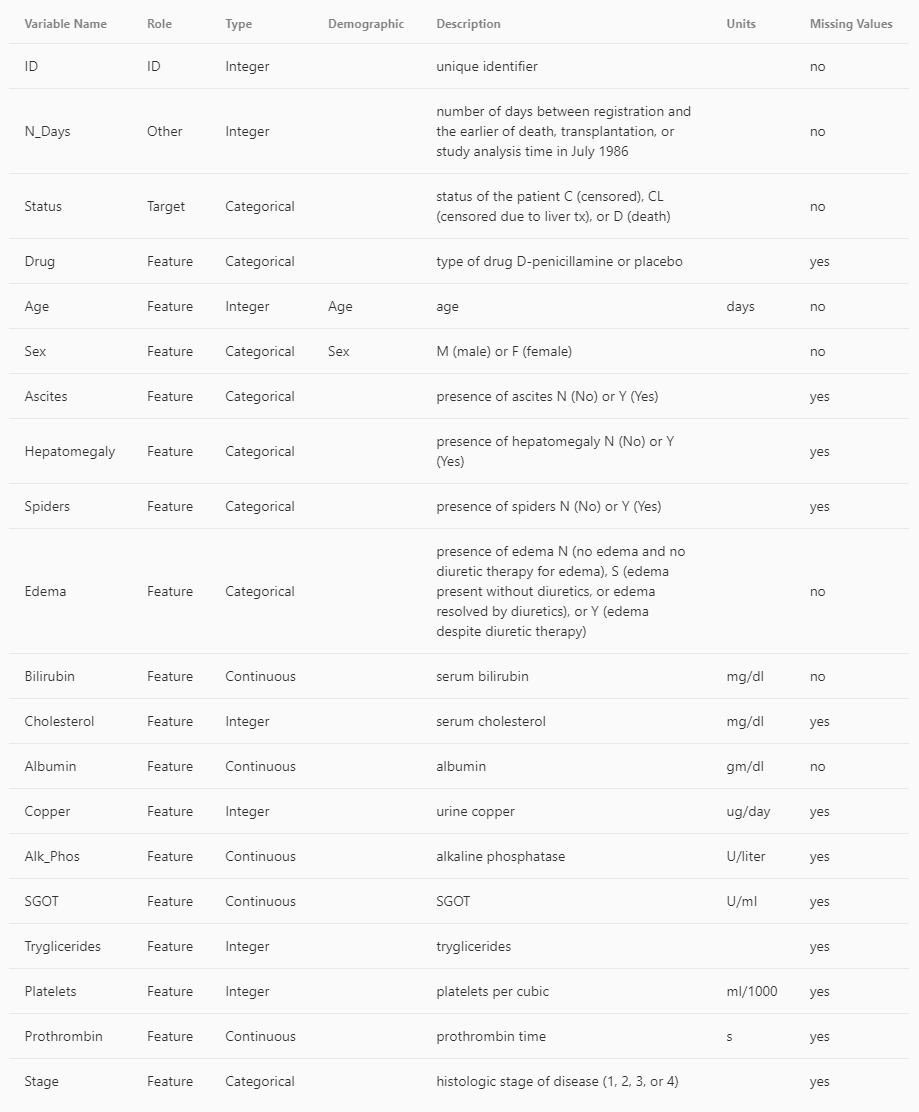 Variable Name Role Type Demographic Description Units Missing Values
ID ID Integer unique identifier no
number of days between registration and
N_Days Other Integer the earlier of death, transplantation, or no
study analysis time in July 1986
status of the patient C (censored), CL
Status Target Categorical no
(censored due to liver tx), or D (death)
Drug Feature Categorical type of drug D-penicillamine or placebo yes
Age Feature Integer Age age days no
Sex Feature Categorical Sex M (male) or F (female) no
Ascites Feature Categorical presence of ascites N (No) or Y (Yes) yes
presence of hepatomegaly N (No) or Y
Hepatomegaly Feature Categorical yes
(Yes)
Spiders Feature Categorical presence of spiders N (No) or Y (Yes) yes
presence of edema N (no edema and no
diuretic therapy for edema), S (edema
Edema Feature Categorical present without diuretics, or edema no
resolved by diuretics), or Y (edema
despite diuretic therapy)
Bilirubin Feature Continuous serum bilirubin mg/dl no
Cholesterol Feature Integer serum cholesterol mg/dl yes
Albumin Feature Continuous albumin gm/dl no
Copper Feature Integer urine copper ug/day yes
Alk_Phos Feature Continuous alkaline phosphatase U/liter yes
SGOT Feature Continuous SGOT U/ml yes
Tryglicerides Feature Integer tryglicerides yes
Platelets Feature Integer platelets per cubic ml/1000 yes
Prothrombin Feature Continuous prothrombin time s yes
Stage Feature Categorical histologic stage of disease (1, 2, 3, or 4) yes